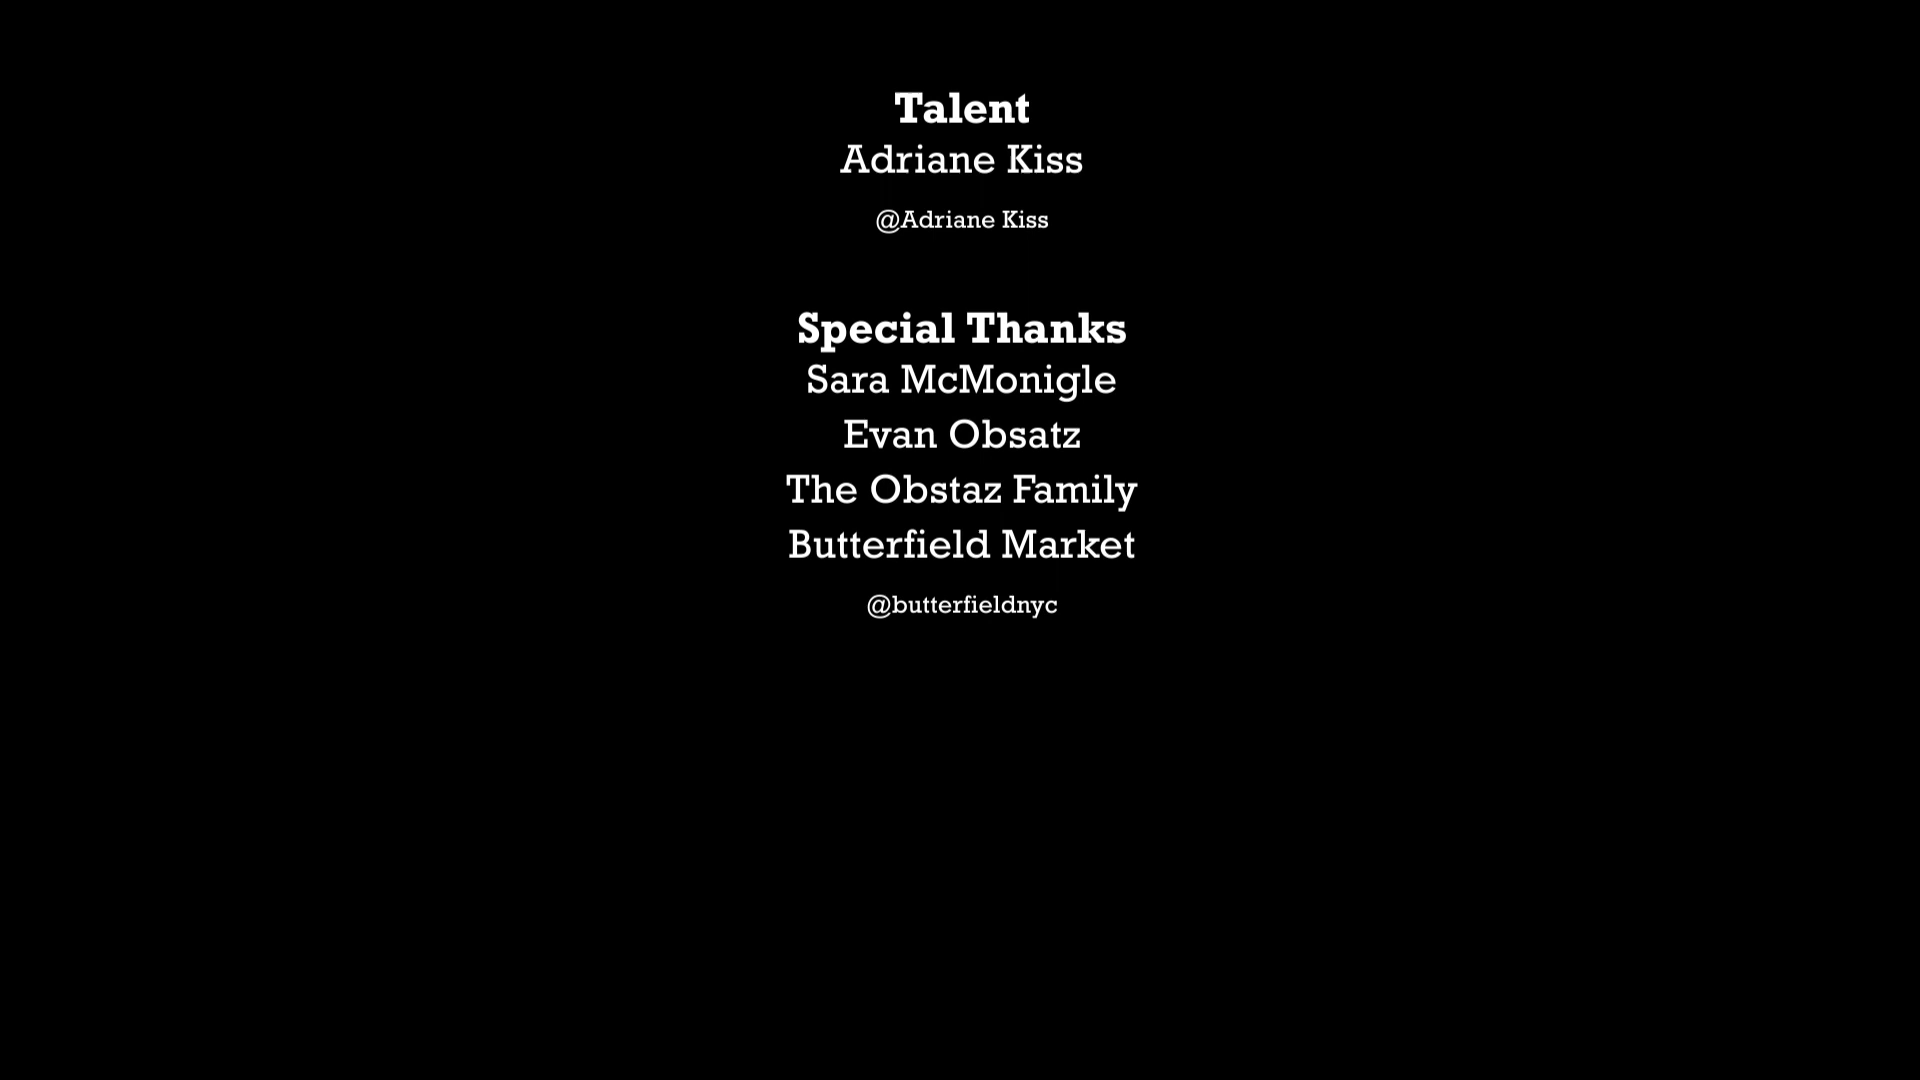 Talent
Adriane Kiss
@Adriane Kiss
Special Thanks
Sara McMonigle
Evan Obsatz
The Obstaz Family
Butterfield Market
@butterfieldnyc